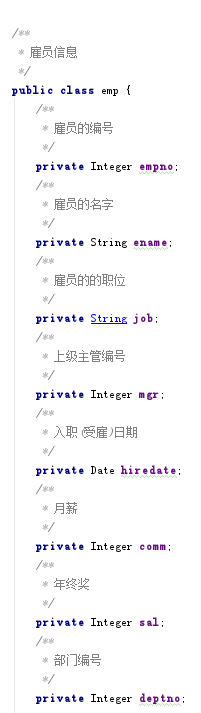 /**
* 雇员信息
*/
public class emp {
/**
* 雇员的编号
*/
private Integer empno;
/**
* 雇员的名字
*/
private String ename;
/**
* 雇员的的职位
*/
private String job;
/**
* 上级主管编号
*/
private Integer mgr;
/**
* 入职(受雇)日期
*/
private Date hiredate;
/**
* 月薪
*/
private Integer comm;
/**
* 年终奖
*/
private Integer sal;
/**
* 部门编号
*/
private Integer deptno;